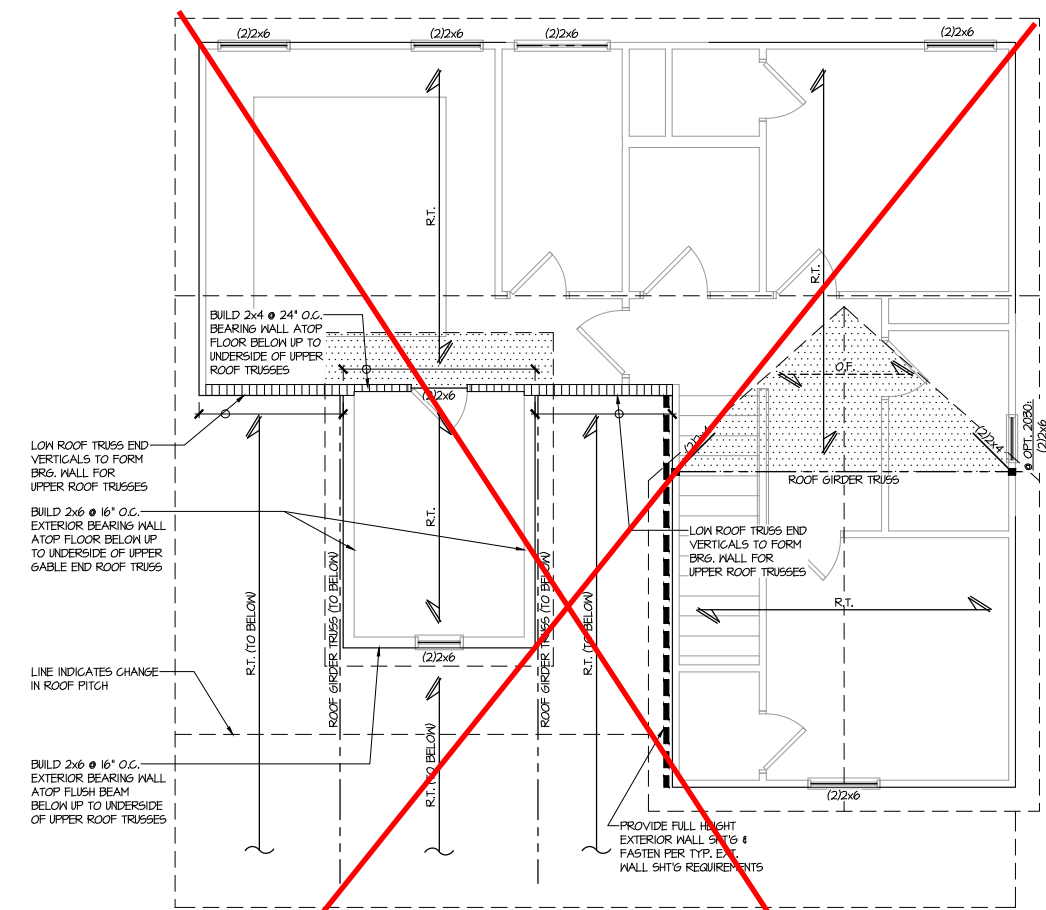 (2)2x6
(2)2x6
(2)2x6
(2)2x6
R.T.
R.T.
BUILD 2x4 @ 24" O.C.
BEARING WALL ATOP
FLOOR BELOW UP TO
UNDERSIDE OF UPPER
ROOF TRUSSES
(2)2x6
O.F.
(2)2x4
@ OPT. 2030:
(2)2x6
ROOF GIRDER TRUSS
LOW ROOF TRUSS END
VERTICALS TO FORM
BRG. WALL FOR
UPPER ROOF TRUSSES
BUILD 2x6 @ 16" O.C.
EXTERIOR BEARING WALL
ATOP FLOOR BELOW UP
TO UNDERSIDE OF UPPER
GABLE END ROOF TRUSS
R.T.
LOW ROOF TRUSS END
VERTICALS TO FORM
BRG. WALL FOR
UPPER ROOF TRUSSES
R.T. (TO BELOW)
ROOF GIRDER TRUSS (TO BELOW)
ROOF GIRDER TRUSS (TO BELOW)
R.T. (TO BELOW)
R.T.
(2)2x6
LINE INDICATES CHANGE
IN ROOF PITCH
R.T. (TO BELOW)
BUILD 2x6 @ 16" O.C.
EXTERIOR BEARING WALL
ATOP FLUSH BEAM
BELOW UP TO UNDERSIDE
OF UPPER ROOF TRUSSES
(2)2x6
PROVIDE FULL HEIGHT
EXTERIOR WALL SHT'G &
FASTEN PER TYP. EXT.
WALL SHT'G REQUIREMENTS